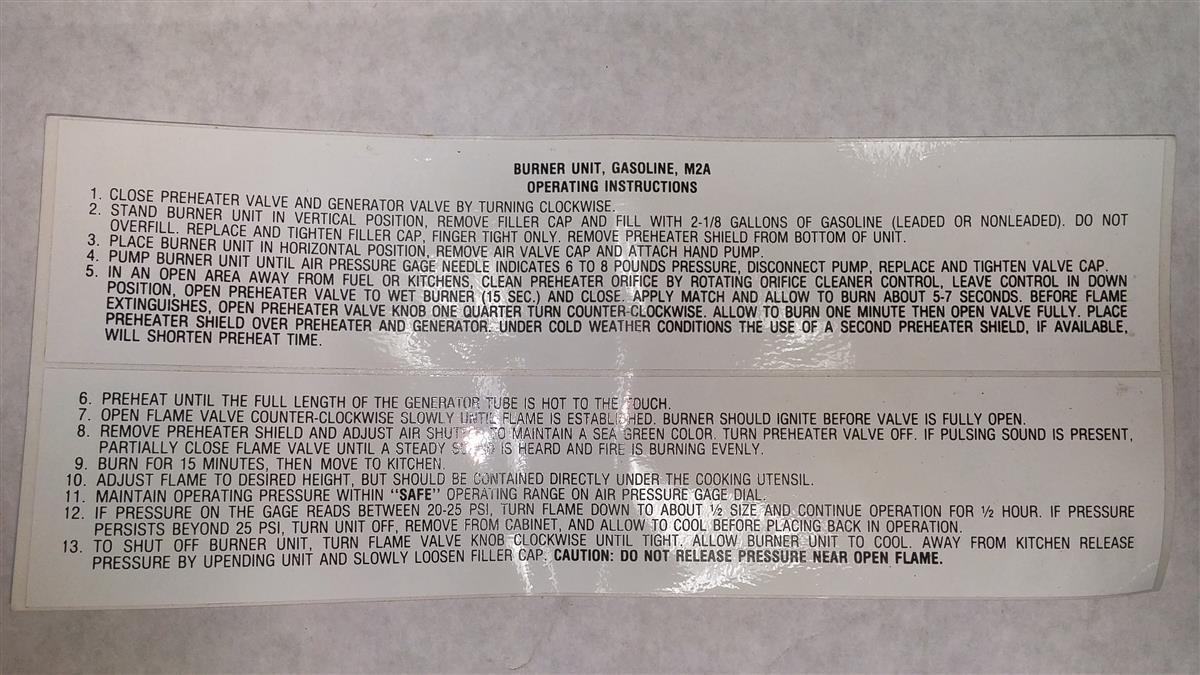 BURNER UNIT, GASOLINE, M2A
OPERATING INSTRUCTIONS
1. CLOSE PREHEATER VALVE AND GENERATOR VALVE BY TURNING CLOCKWISE.
2. STAND BURNER UNIT IN VERTICAL POSITION, REMOVE FILLER CAP AND FILL WITH 2-1/8 GALLONS OF GASOLINE (LEADED OR NONLEADED). DO NOT
OVERFILL. REPLACE AND TIGHTEN FILLER CAP, FINGER TIGHT ONLY. REMOVE PREHEATER SHIELD FROM BOTTOM OF UNIT.
3. PLACE BURNER UNIT IN HORIZONTAL POSITION, REMOVE AIR VALVE CAP AND ATTACH HAND PUMP.
4. PUMP BURNER UNIT UNTIL AIR PRESSURE GAGE NEEDLE INDICATES 6 TO 8 POUNDS PRESSURE, DISCONNECT PUMP, REPLACE AND TIGHTEN VALVE CAP.
5. IN AN OPEN AREA AWAY FROM FUEL OR KITCHENS, CLEAN PREHEATER ORIFICE BY ROTATING ORIFICE CLEANER CONTROL, LEAVE CONTROL IN DOWN
POSITION, OPEN PREHEATER VALVE TO WET BURNER (15 SEC.) AND CLOSE. APPLY MATCH AND ALLOW TO BURN ABOUT 5-7 SECONDS. BEFORE FLAME
EXTINGUISHES, OPEN PREHEATER VALVE KNOB ONE QUARTER TURN COUNTER-CLOCKWISE. ALLOW TO BURN ONE MINUTE THEN OPEN VALVE FULLY. PLACE
PREHEATER SHIELD OVER PREHEATER AND GENERATOR. UNDER COLD WEATHER CONDITIONS THE USE OF A SECOND PREHEATER SHIELD, IF AVAILABLE,
WILL SHORTEN PREHEAT TIME.
6. PREHEAT UNTIL THE FULL LENGTH OF THE GENERATOR TUBE IS HOT TO THE TOUCH.
7. OPEN FLAME VALVE COUNTER-CLOCKWISE SLOWLY UNTIL FLAME IS ESTABLISHED. BURNER SHOULD IGNITE BEFORE VALVE IS FULLY OPEN.
8. REMOVE PREHEATER SHIELD AND ADJUST AIR TO MAINTAIN A SEA GREEN COLOR. TURN PREHEATER VALVE OFF. IF PULSING SOUND IS PRESENT,
PARTIALLY CLOSE FLAME VALVE UNTIL A STEADY IS HEARD AND FIRE IS BURNING EVENLY.
9. BURN FOR 15 MINUTES, THEN MOVE TO KITCHEN.
10. ADJUST FLAME TO DESIRED HEIGHT, BUT SHOULD BE CONTAINED DIRECTLY UNDER THE COOKING UTENSIL.
11. MAINTAIN OPERATING PRESSURE WITHIN "SAFE" OPERATING RANGE ON AIR PRESSURE GAGE DIAL.
12. IF PRESSURE ON THE GAGE READS BETWEEN 20-25 PSI, TURN FLAME DOWN TO ABOUT ½ SIZE AND CONTINUE OPERATION FOR ½ HOUR. IF PRESSURE
PERSISTS BEYOND 25 PSI, TURN UNIT OFF, REMOVE FROM CABINET, AND ALLOW TO COOL BEFORE PLACING BACK IN OPERATION.
13. TO SHUT OFF BURNER UNIT, TURN FLAME VALVE KNOB CLOCKWISE UNTIL TIGHT. ALLOW BURNER UNIT TO COOL. AWAY FROM KITCHEN RELEASE
PRESSURE BY UPENDING UNIT AND SLOWLY LOOSEN FILLER CAP. CAUTION: DO NOT RELEASE PRESSURE NEAR OPEN FLAME.